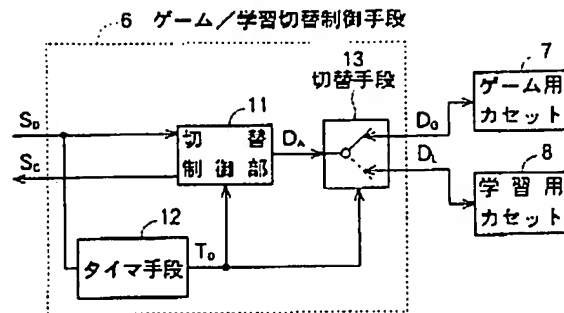 6 ゲーム/学習切替制御手段
13
切替手段
7
ゲーム用
カセット
S_D
11
切替
制御部
D_A
D_G
S_C
D_L
8
学習用
カセット
12
タイマ手段
T_D